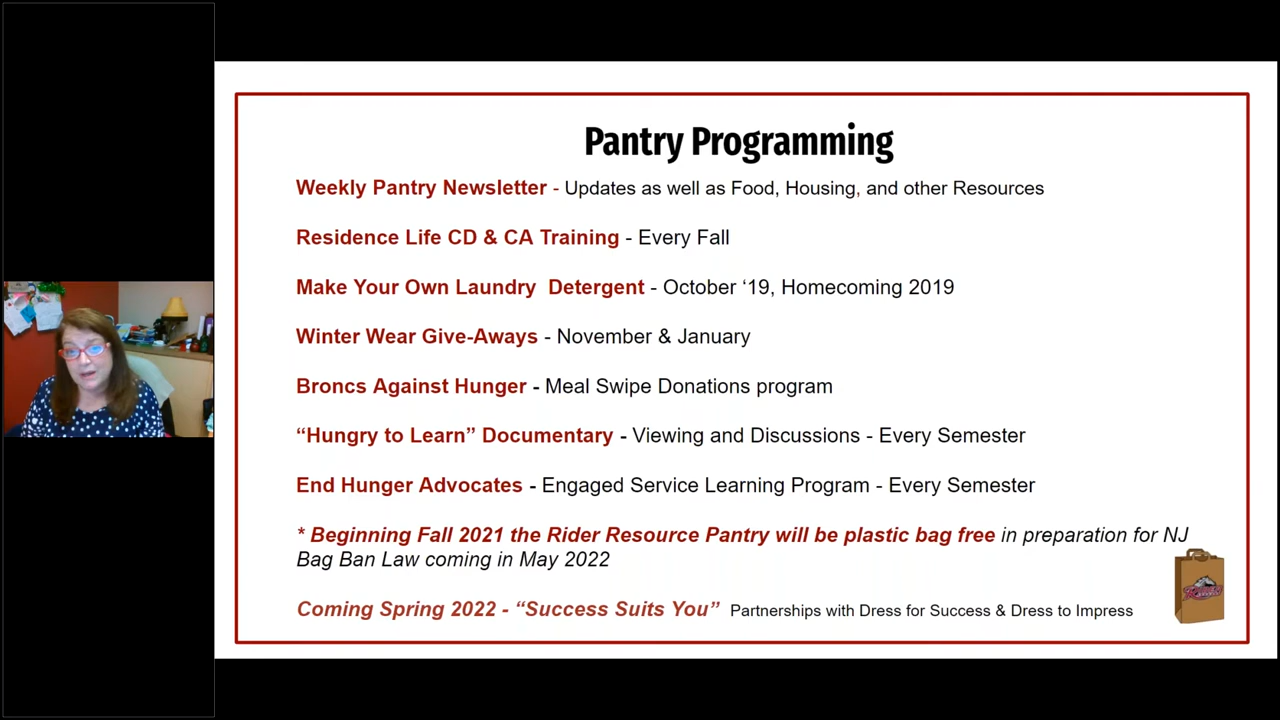 Pantry Programming
Weekly Pantry Newsletter - Updates as well as Food, Housing, and other Resources
Residence Life CD & CA Training - Every Fall
Make Your Own Laundry  Detergent - October ‘19, Homecoming 2019
Winter Wear Give-Aways - November & January
Broncs Against Hunger - Meal Swipe Donations program
“Hungry to Learn” Documentary - Viewing and Discussions - Every Semester
End Hunger Advocates - Engaged Service Learning Program - Every Semester
* Beginning Fall 2021 the Rider Resource Pantry will be plastic bag free in preparation for NJ
Bag Ban Law coming in May 2022
Coming Spring 2022 - “Success Suits You”  Partnerships with Dress for Success & Dress to Impress